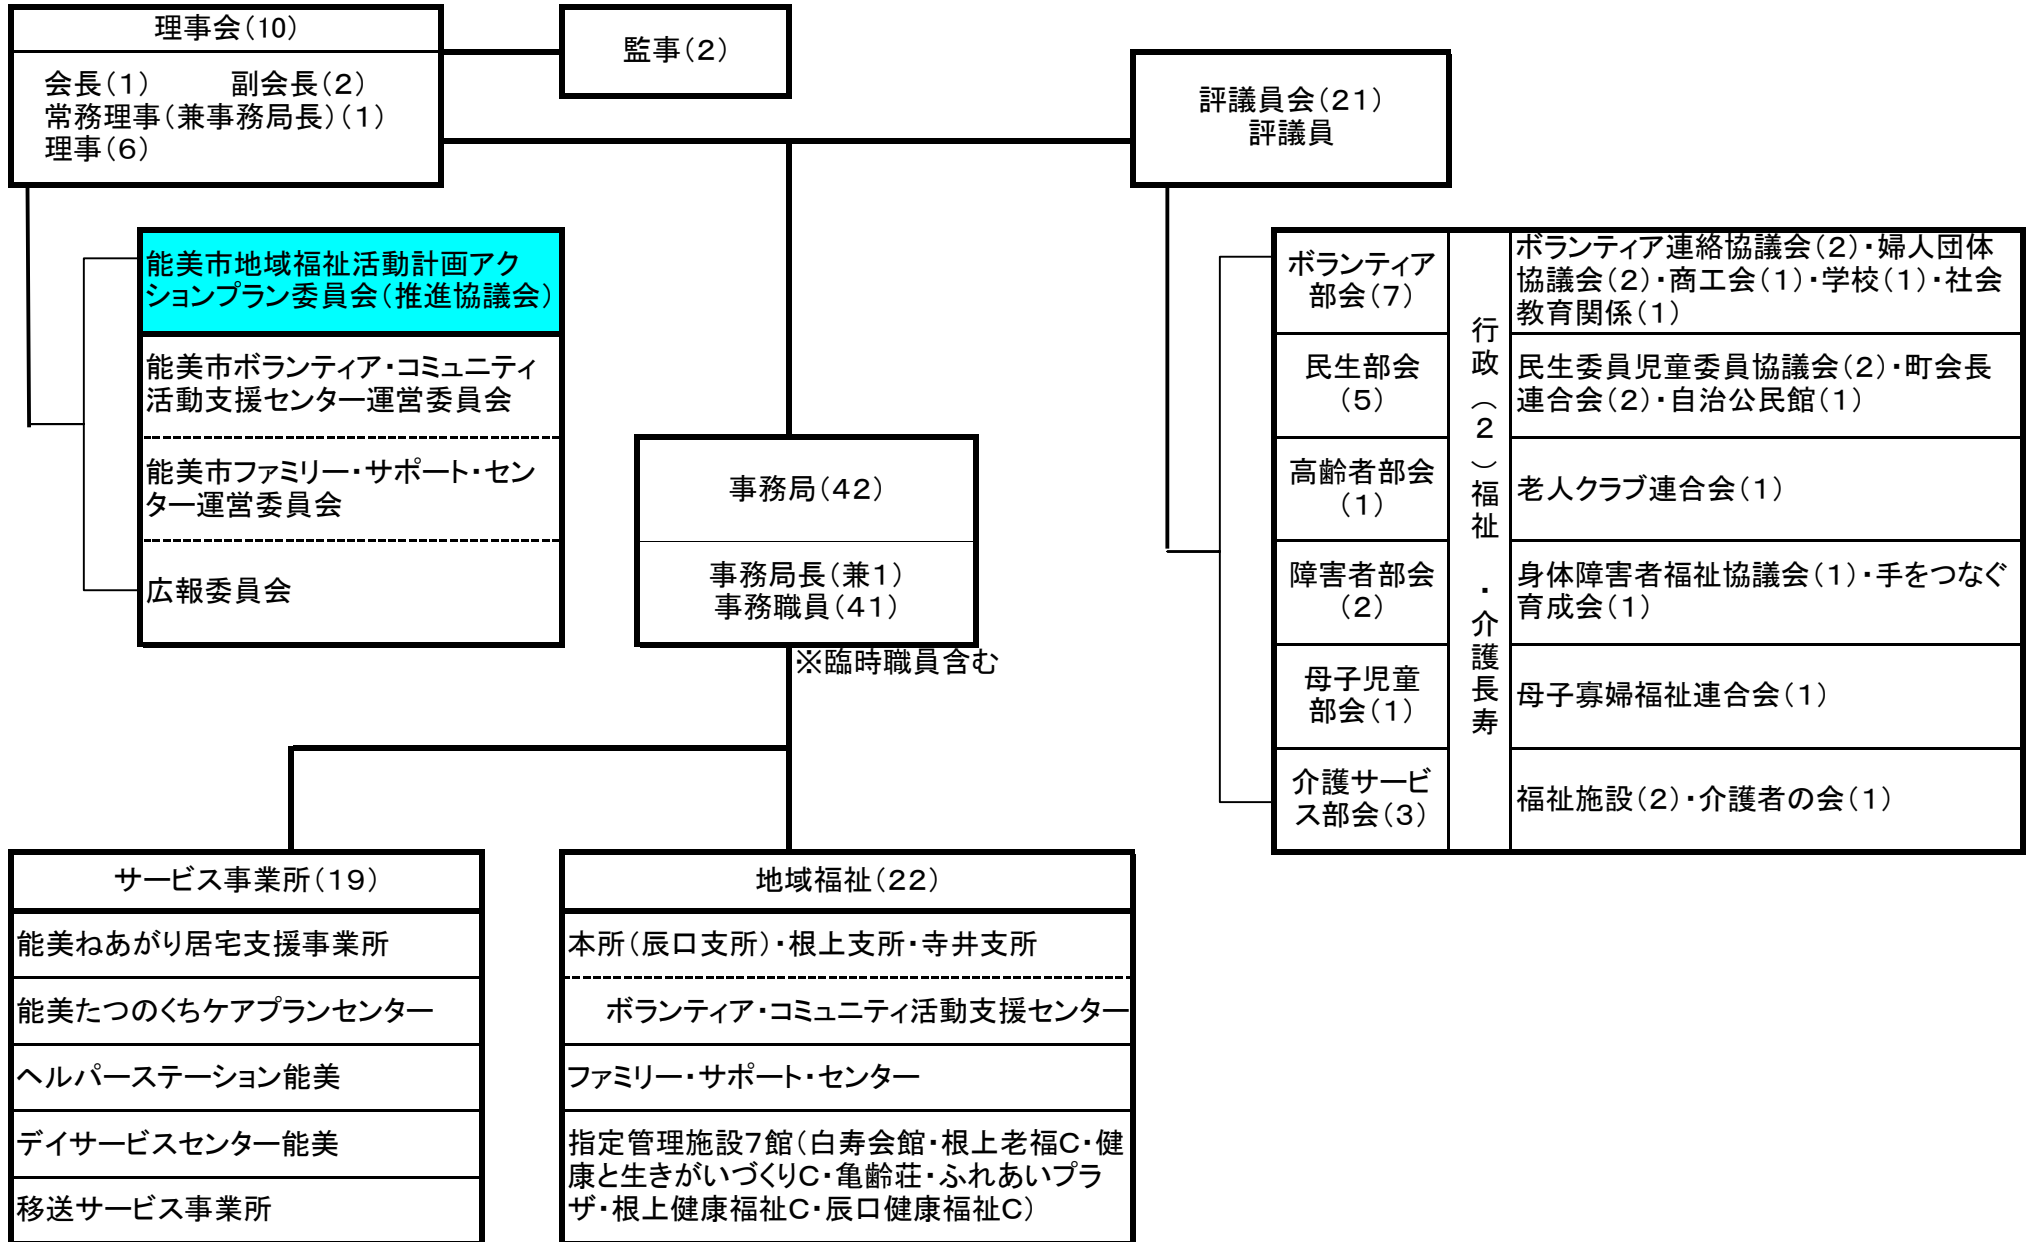 理事会(10)
会長(1)　副会長(2)
常務理事(兼事務局長)(1)
理事(6)
監事(2)
評議員会(21)
評議員
能美市地域福祉活動計画アク
ションプラン委員会(推進協議会)
能美市ボランティア・コミュニティ
活動支援センター運営委員会
能美市ファミリー・サポート・セン
ター運営委員会
広報委員会
事務局(42)
事務局長(兼1)
事務職員(41)
※臨時職員含む
ボランティア
部会(7)
民生部会
(5)
高齢者部会
(1)
障害者部会
(2)
母子児童
部会(1)
介護サービ
ス部会(3)
行政(2)福祉・介護長寿
ボランティア連絡協議会(2)・婦人団体
協議会(2)・商工会(1)・学校(1)・社会
教育関係(1)
民生委員児童委員協議会(2)・町会長
連合会(2)・自治公民館(1)
老人クラブ連合会(1)
身体障害者福祉協議会(1)・手をつなぐ
育成会(1)
母子寡婦福祉連合会(1)
福祉施設(2)・介護者の会(1)
サービス事業所(19)
能美ねあがり居宅支援事業所
能美たつのくちケアプランセンター
ヘルパーステーション能美
デイサービスセンター能美
移送サービス事業所
地域福祉(22)
本所(辰口支所)・根上支所・寺井支所
ボランティア・コミュニティ活動支援センター
ファミリー・サポート・センター
指定管理施設7館(白寿会館・根上老福C・健
康と生きがいづくりC・亀齢荘・ふれあいプラ
ザ・根上健康福祉C・辰口健康福祉C)